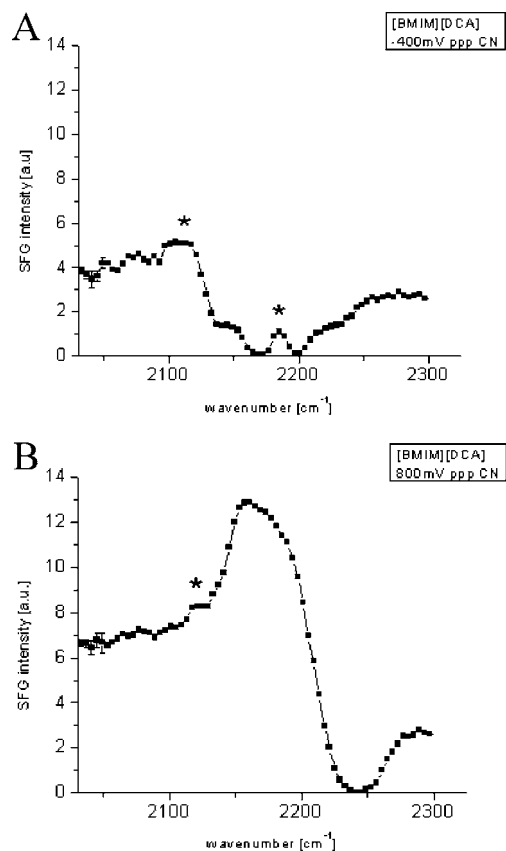 A
[BMIM][DCA]
-400mV ppp CN
14
12
10
8
6
4
2
0
SFG intensity [a.u]
*
*
2100
2200
2300
wavenumber [cm-1]
B
[BMIM][DCA]
800mV ppp CN
14
12
10
8
6
4
2
0
SFG intensity [a.u.]
*
2100
2200
2300
wavenumber [cm-1]